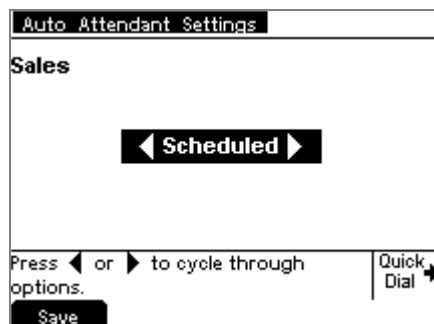 Auto Attendant Settings
Sales
Scheduled
Press ◀ or ▶ to cycle through
options.
Quick
Dial
Save